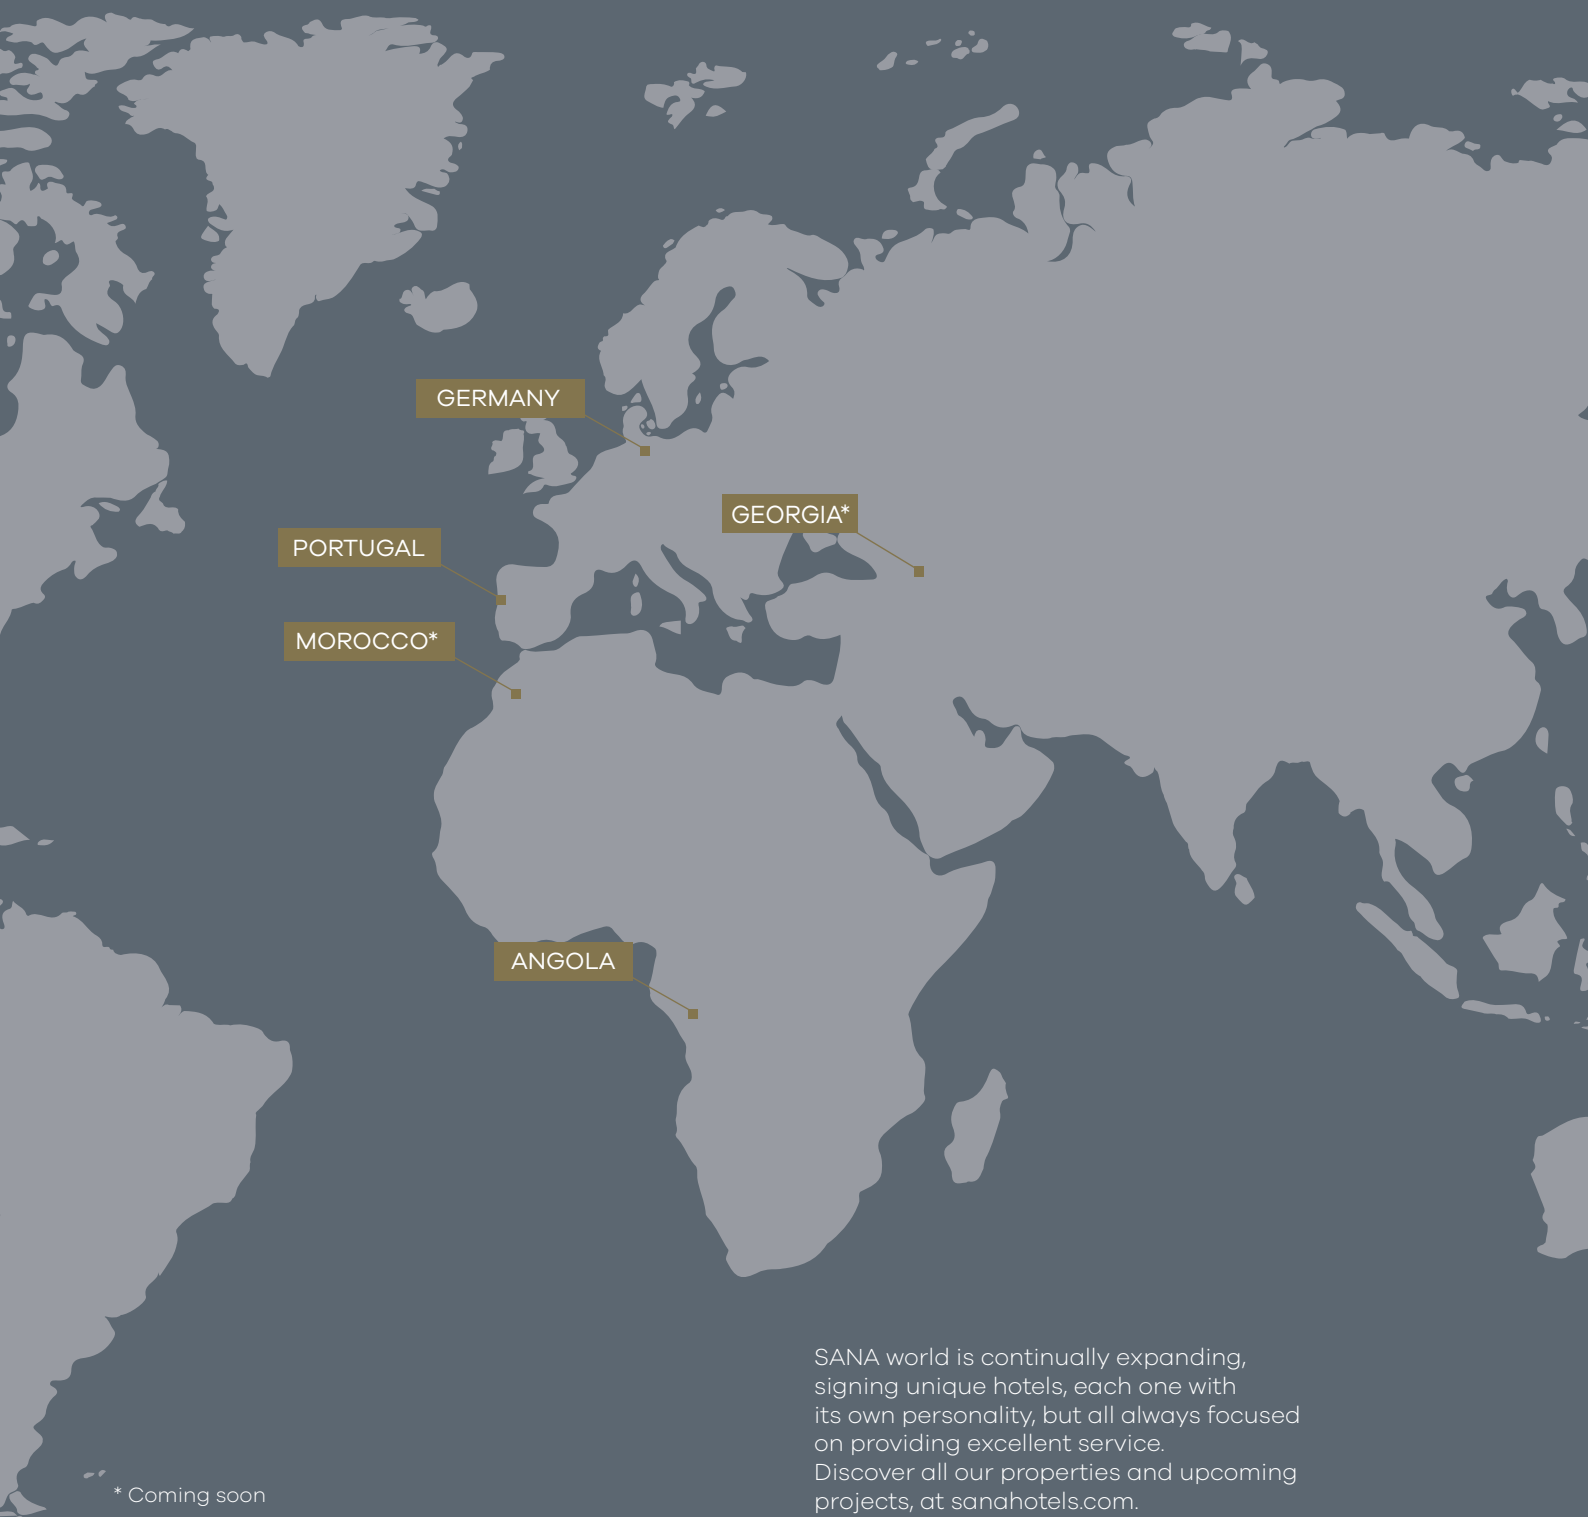 GERMANY
GEORGIA*
PORTUGAL
MOROCCO*
ANGOLA
SANA world is continually expanding,
signing unique hotels, each one with
its own personality, but all always focused
on providing excellent service.
Discover all our properties and upcoming
projects, at sanahotels.com.
* Coming soon